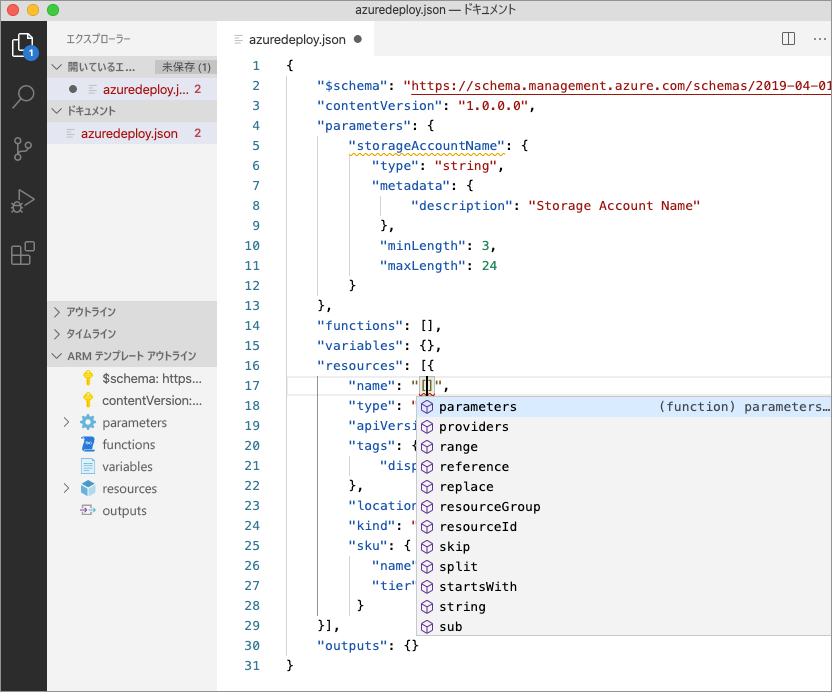 azuredeploy.json — ドキュメント
エクスプローラー
開いているエ... 未保存 (1)
azuredeploy.j... 2
ドキュメント
azuredeploy.json 2
アウトライン
タイムライン
ARM テンプレート アウトライン
$schema: https...
contentVersion:...
parameters
functions
variables
resources
outputs
1
azuredeploy.json
1 {
2 "$schema": "https://schema.management.azure.com/schemas/2019-04-01
3 "contentVersion": "1.0.0.0",
4 "parameters": {
5 "storageAccountName": {
6 "type": "string",
7 "metadata": {
8 "description": "Storage Account Name"
9 },
10 "minLength": 3,
11 "maxLength": 24
12 }
13 },
14 "functions": [],
15 "variables": {},
16 "resources": [{
17 "name": "[]",
18 "type": "
19 "apiVersi
20 "tags": {
21 "disp
22 },
23 "location
24 "kind": "
25 "sku": {
26 "name"
27 "tier"
28 }
29 }],
30 "outputs": {}
31 }
parameters (function) parameters...
providers
range
reference
replace
resourceGroup
resourceId
skip
split
startsWith
string
sub